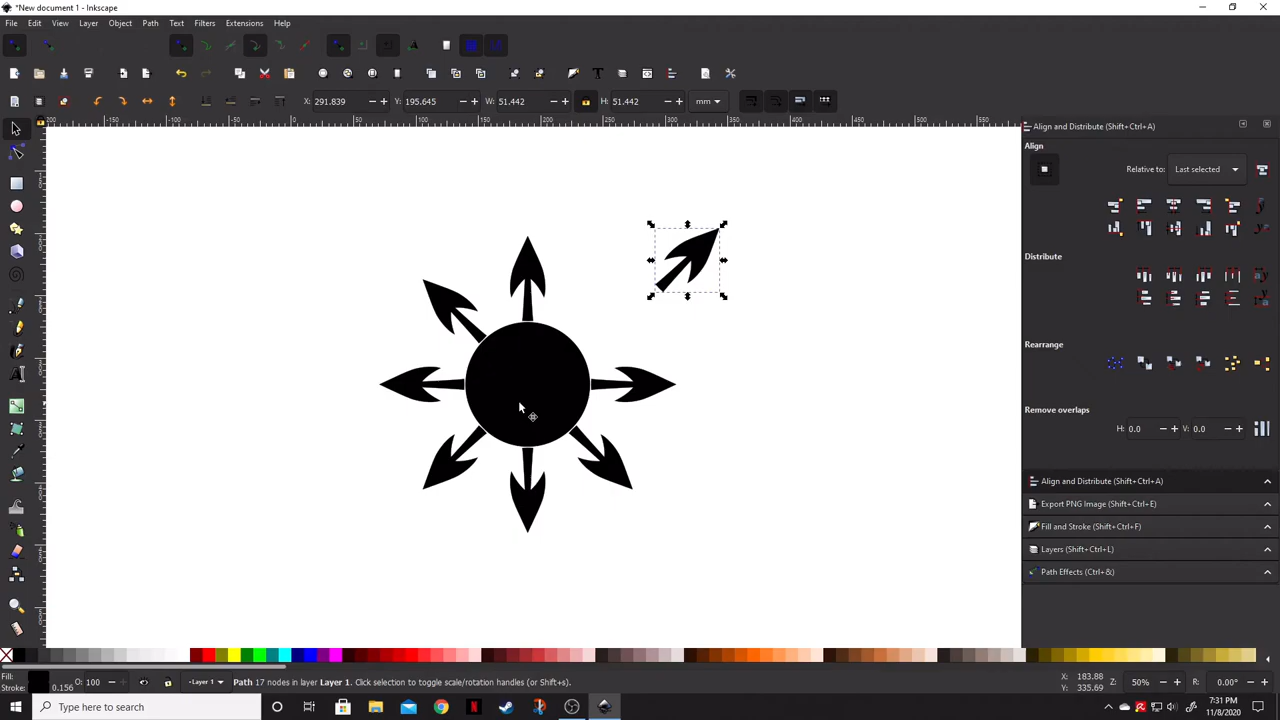 *New document 1 - Inkscape
File Edit View Layer Object Path Text Filters Extensions Help
X: 291.839 Y: 195.645 W: 51.442 H: 51.442 mm
Align and Distribute (Shift+Ctrl+A)
Align
Relative to: Last selected
Distribute
Rearrange
Remove overlaps
H: 0.0 V: 0.0
Align and Distribute (Shift+Ctrl+A)
Export PNG Image (Shift+Ctrl+E)
Fill and Stroke (Shift+Ctrl+F)
Layers (Shift+Ctrl+L)
Path Effects (Ctrl+&)
Fill: O: 100 Layer 1 Path 17 nodes in layer Layer 1. Click selection to toggle scale/rotation handles (or Shift+s). X: 183.88 Z: 50% R: 0.00°
Stroke: 0.156 Y: 335.69
Type here to search
7:31 PM
11/8/2020